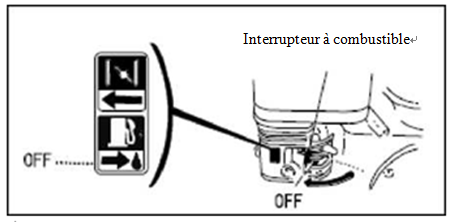 Interrupteur à combustible↵
OFF
OFF